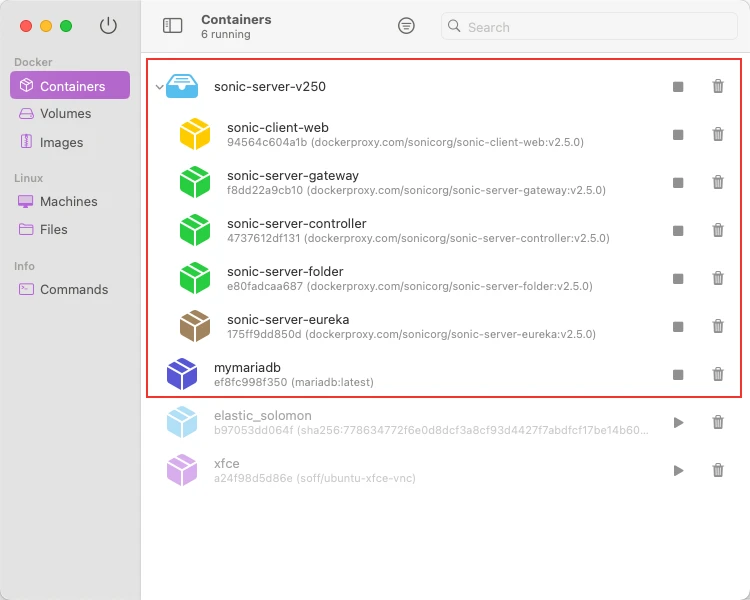 Containers
6 running
Search
Docker
Containers
Volumes
Images
Linux
Machines
Files
Info
Commands
sonic-server-v250
sonic-client-web
94564c604a1b (dockerproxy.com/sonicorg/sonic-client-web:v2.5.0)
sonic-server-gateway
f8dd22a9cb10 (dockerproxy.com/sonicorg/sonic-server-gateway:v2.5.0)
sonic-server-controller
4737612df131 (dockerproxy.com/sonicorg/sonic-server-controller:v2.5.0)
sonic-server-folder
e80fadcaa687 (dockerproxy.com/sonicorg/sonic-server-folder:v2.5.0)
sonic-server-eureka
175ff9dd850d (dockerproxy.com/sonicorg/sonic-server-eureka:v2.5.0)
mymariadb
ef8fc998f350 (mariadb:latest)
elastic_solomon
b97053dd064f (sha256:778634772f6e0d8dcf3a8cf93d4427f7abdfcf17be14b60...
xfce
a24f98d5d86e (soff/ubuntu-xfce-vnc)